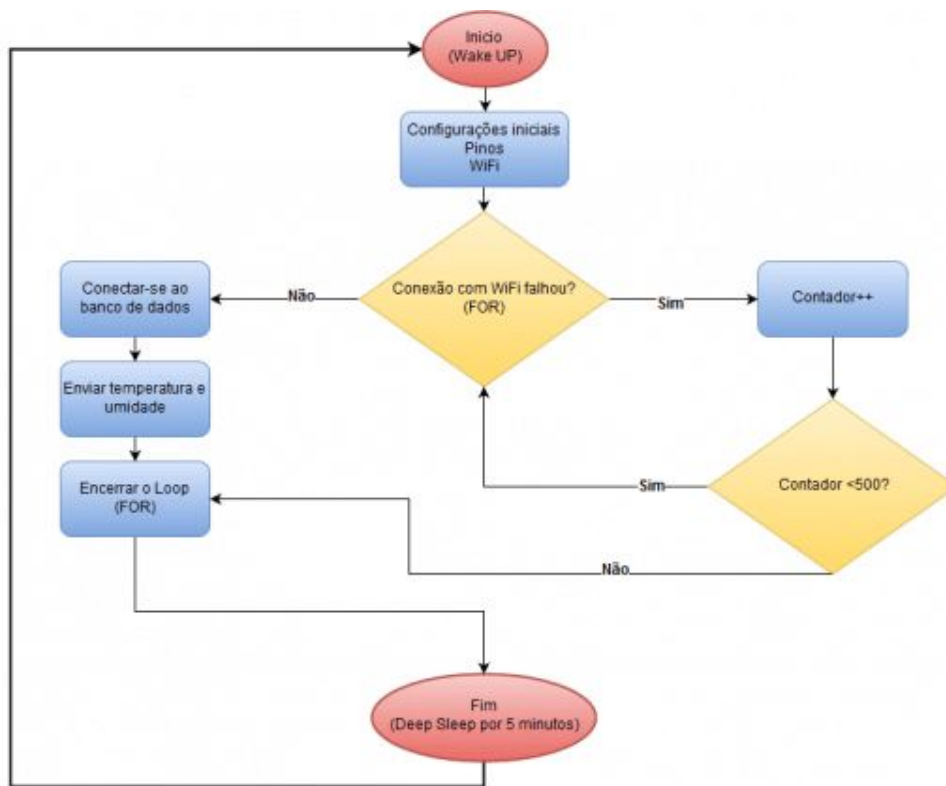 Inicio
(Wake UP)
Configurações iniciais
Pinos
WiFi
Conexão com WiFi falhou?
(FOR)
Não
Sim
Conectar-se ao
banco de dados
Contador++
Enviar temperatura e
umidade
Contador <500?
Sim
Encerrar o Loop
(FOR)
Não
Fim
(Deep Sleep por 5 minutos)